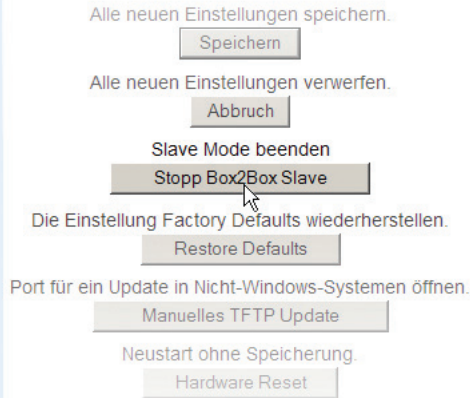 Alle neuen Einstellungen speichern.
Speichern
Alle neuen Einstellungen verwerfen.
Abbruch
Slave Mode beenden
Stopp Box2Box Slave
Die Einstellung Factory Defaults wiederherstellen.
Restore Defaults
Port für ein Update in Nicht-Windows-Systemen öffnen.
Manuelles TFTP Update
Neustart ohne Speicherung.
Hardware Reset